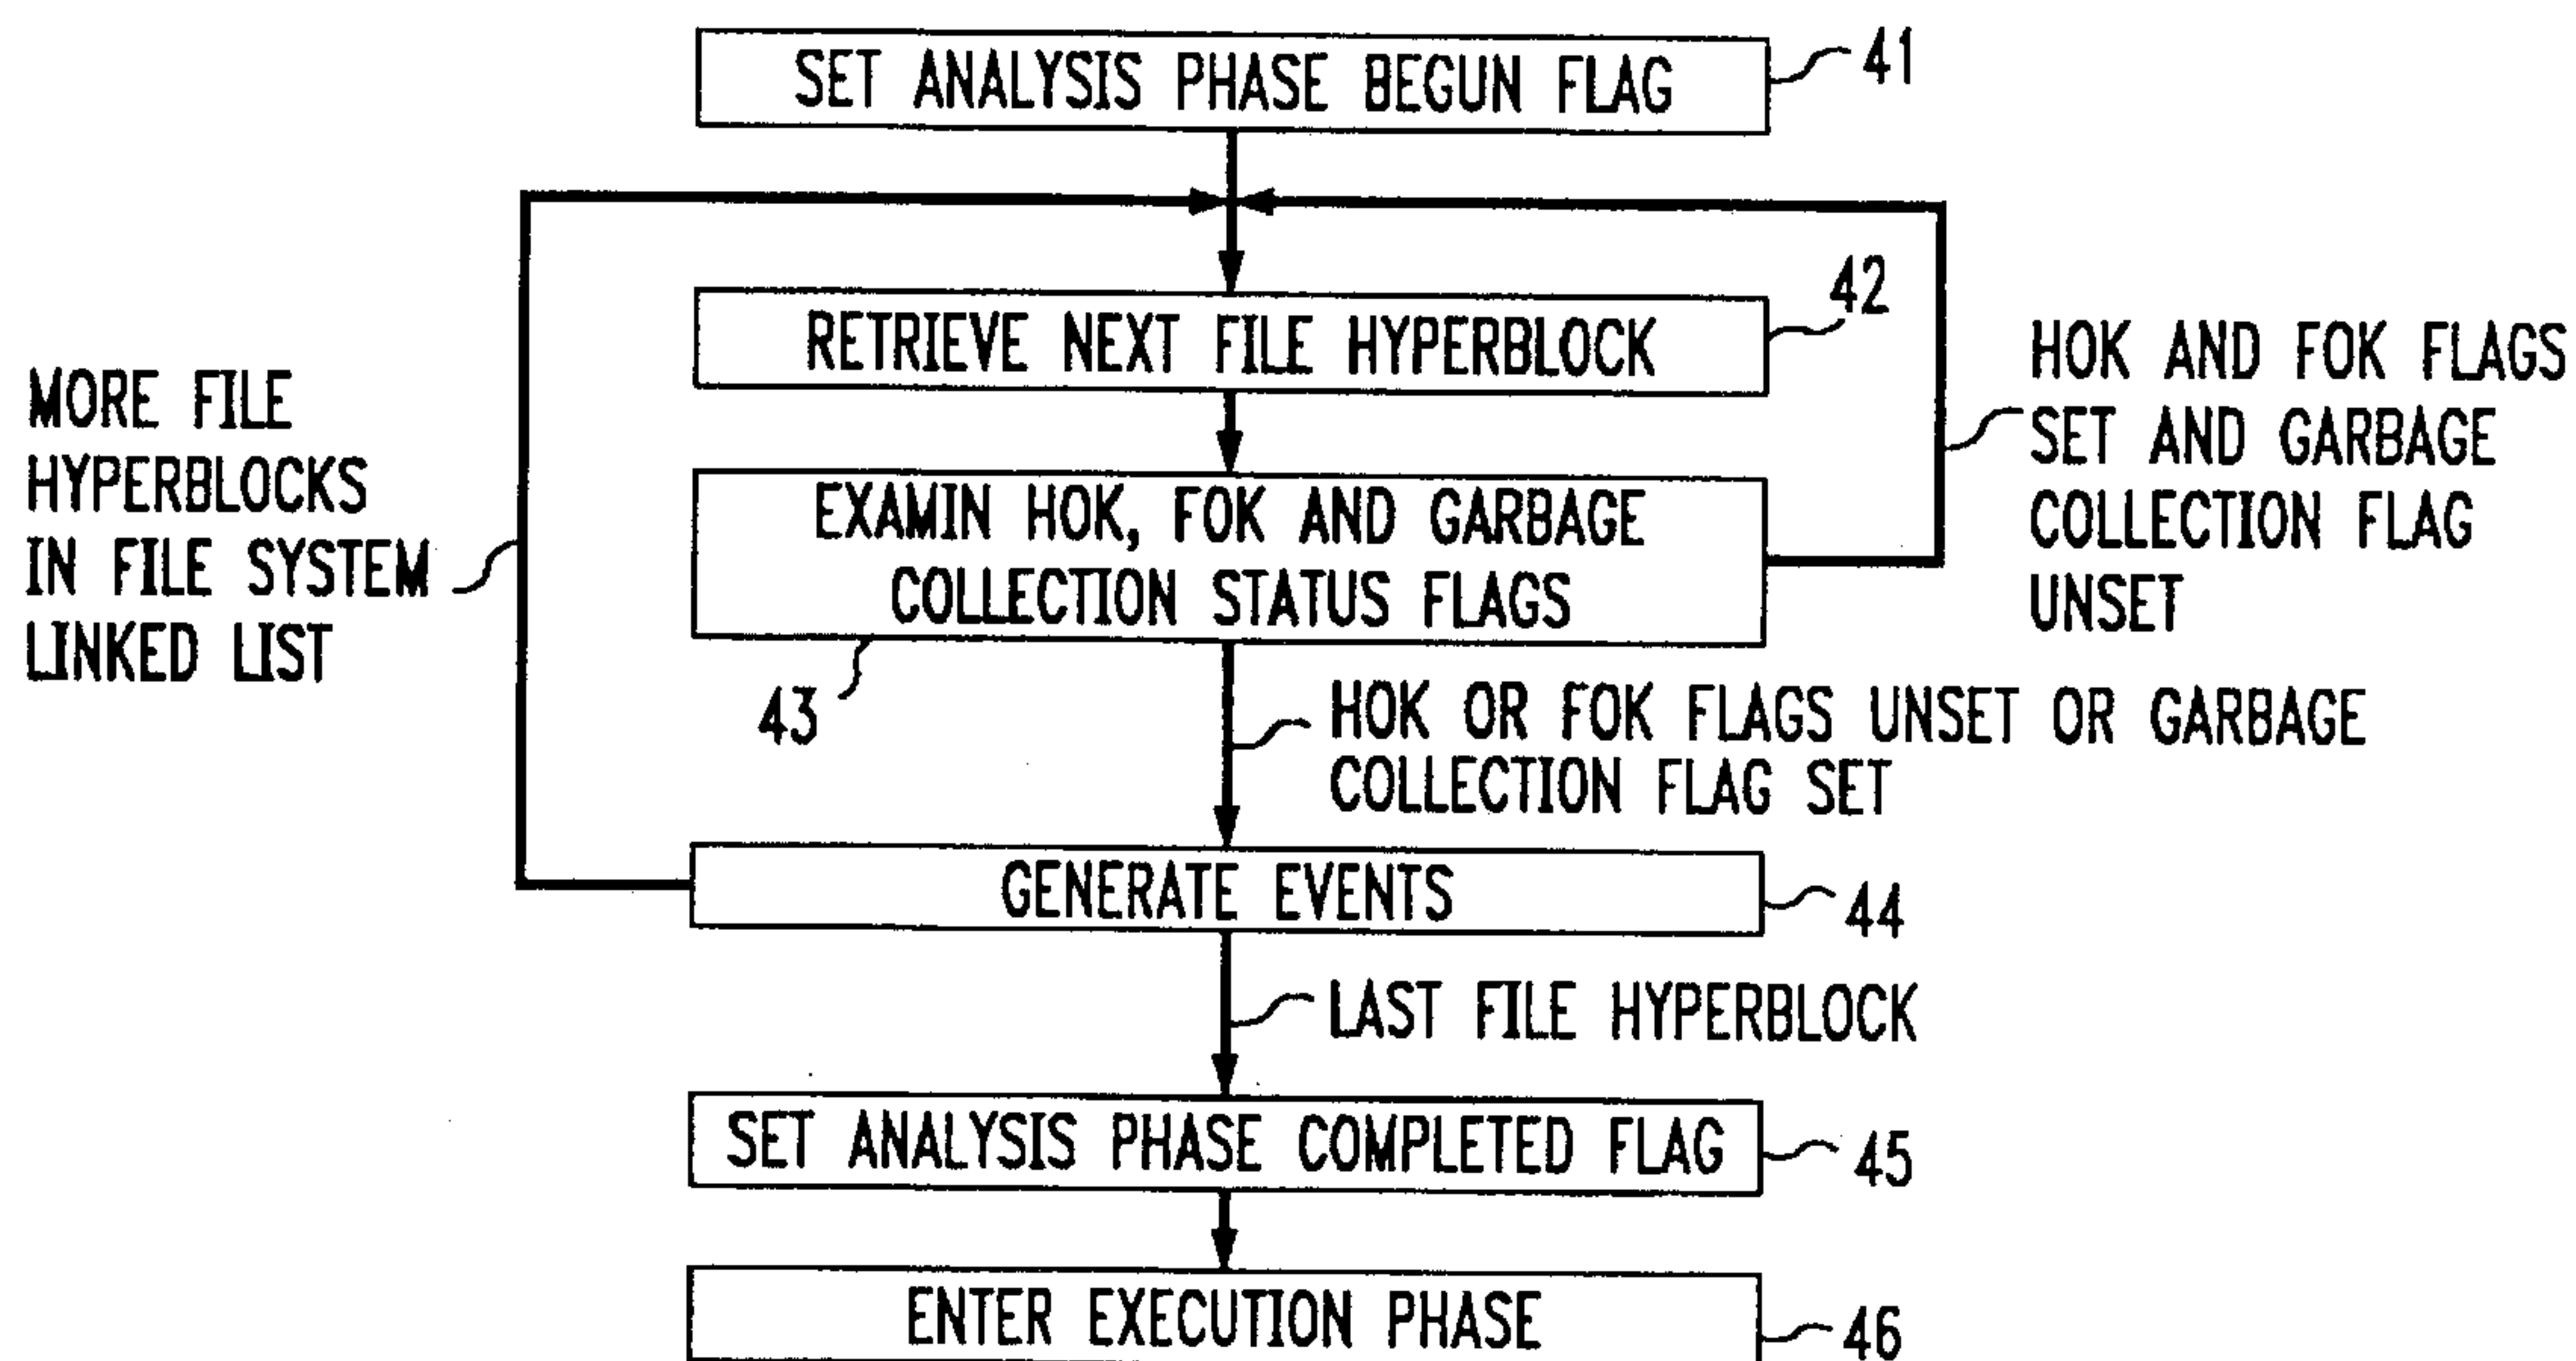 SET ANALYSIS PHASE BEGUN FLAG
41
RETRIEVE NEXT FILE HYPERBLOCK
42
MORE FILE
HYPERBLOCKS
IN FILE SYSTEM
LINKED LIST
HOK AND FOK FLAGS
SET AND GARBAGE
COLLECTION FLAG
UNSET
EXAMIN HOK, FOK AND GARBAGE
COLLECTION STATUS FLAGS
43
HOK OR FOK FLAGS UNSET OR GARBAGE
COLLECTION FLAG SET
GENERATE EVENTS
44
LAST FILE HYPERBLOCK
SET ANALYSIS PHASE COMPLETED FLAG
45
ENTER EXECUTION PHASE
46